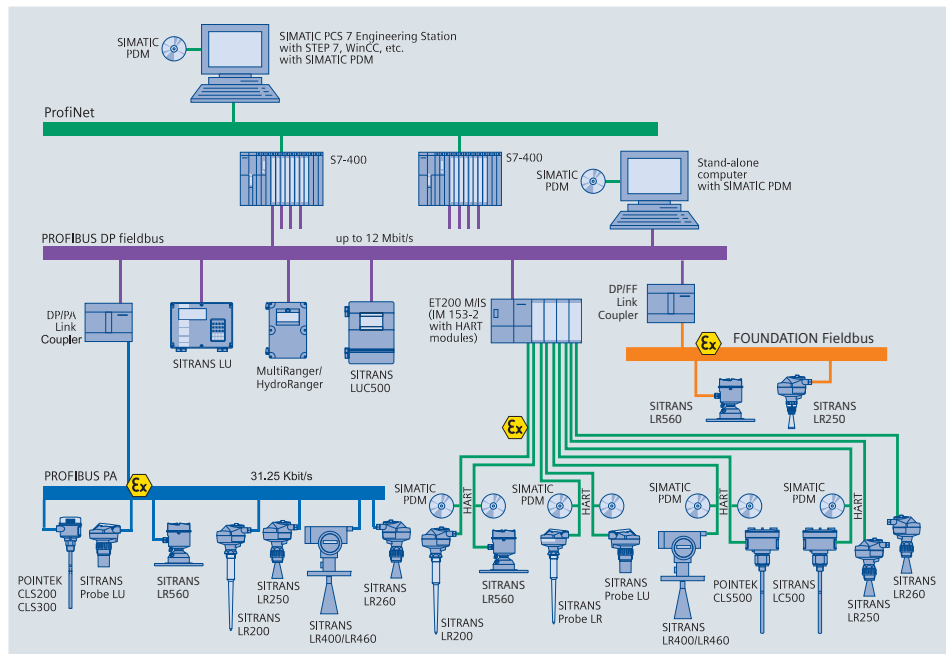 SIMATIC
PDM
SIMATIC PCS 7 Engineering Station
with STEP 7, WinCC, etc.
with SIMATIC PDM
ProfiNet
S7-400
S7-400
SIMATIC
PDM
Stand-alone
computer
with SIMATIC PDM
PROFIBUS DP fieldbus
up to 12 Mbit/s
DP/PA
Link
Coupler
SITRANS LU
MultiRanger/
HydroRanger
SITRANS
LUC500
ET200 M/IS
(IM 153-2
with HART
modules)
DP/FF
Link
Coupler
Ex
FOUNDATION Fieldbus
SITRANS
LR560
SITRANS
LR250
Ex
PROFIBUS PA
Ex
31.25 Kbit/s
SIMATIC
PDM
HART
SIMATIC
PDM
HART
SIMATIC
PDM
HART
SIMATIC
PDM
HART
POINTEK
CLS200
CLS300
SITRANS
Probe LU
SITRANS
LR560
SITRANS
LR200
SITRANS
LR250
SITRANS
LR400/LR460
SITRANS
LR260
SITRANS
LR200
SITRANS
LR560
SITRANS
Probe LR
SITRANS
Probe LU
SITRANS
LR400/LR460
POINTEK
CLS500
SITRANS
LC500
SITRANS
LR250
SITRANS
LR260